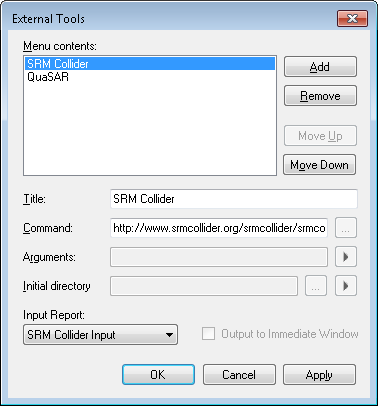 External Tools
Menu contents:
SRM Collider
QuaSAR
Add
Remove
Move Up
Move Down
Title:
SRM Collider
Command:
http://www.srmcollider.org/srmcollider/srmco
...
Arguments:
Initial directory
...
Input Report:
SRM Collider Input
Output to Immediate Window
OK
Cancel
Apply